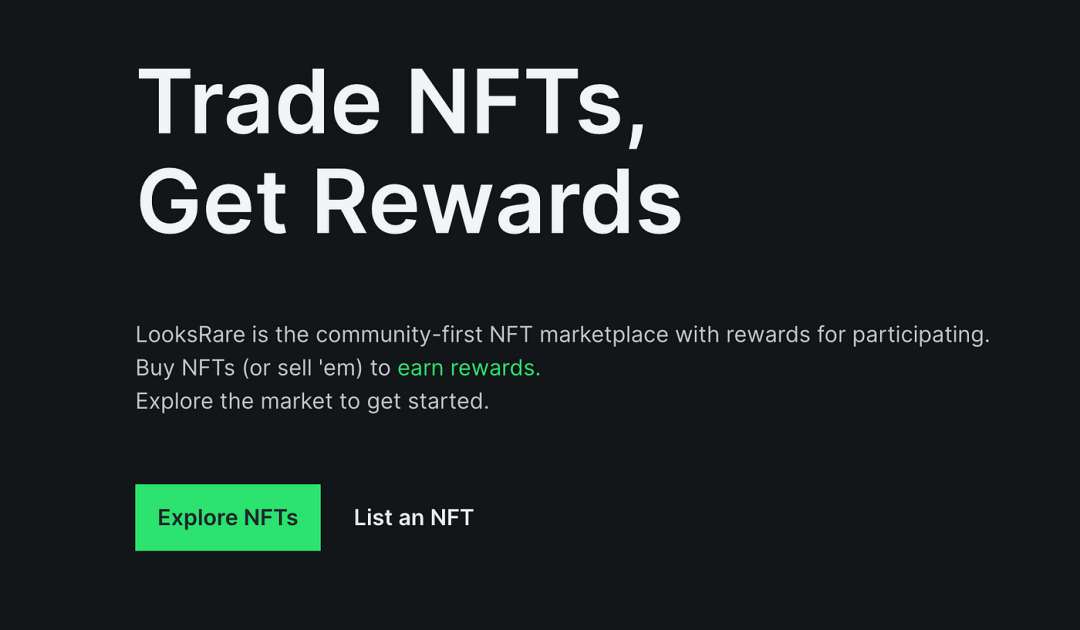 Trade NFTs,
Get Rewards
LooksRare is the community-first NFT marketplace with rewards for participating.
Buy NFTs (or sell 'em) to earn rewards.
Explore the market to get started.
Explore NFTs
List an NFT